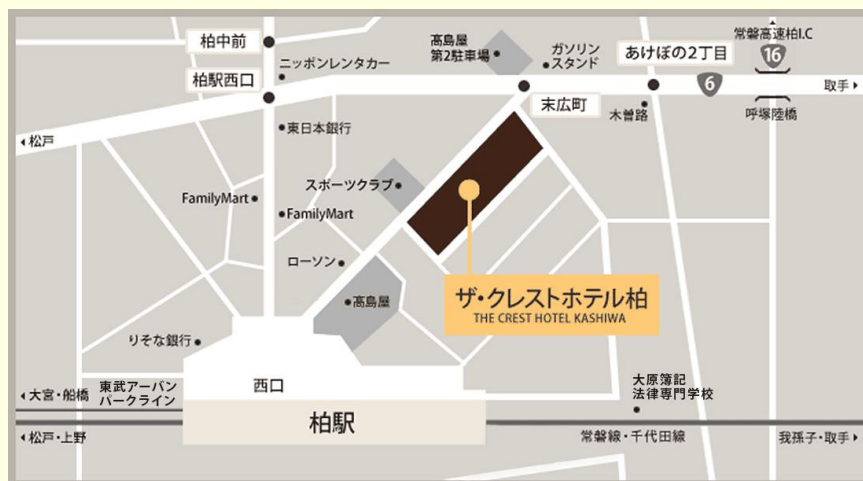 柏中前
柏駅西口
ニッポンレンタカー
髙島屋
第2駐車場
ガソリン
スタンド
あけぼの2丁目
常磐高速柏I.C
16
6
取手
末広町
木曽路
呼塚陸橋
松戸
東日本銀行
スポーツクラブ
FamilyMart
FamilyMart
ローソン
髙島屋
ザ・クレストホテル柏
THE CREST HOTEL KASHIWA
りそな銀行
大宮・船橋
東武アーバン
パークライン
西口
柏駅
大原簿記
法律専門学校
松戸・上野
常磐線・千代田線
我孫子・取手